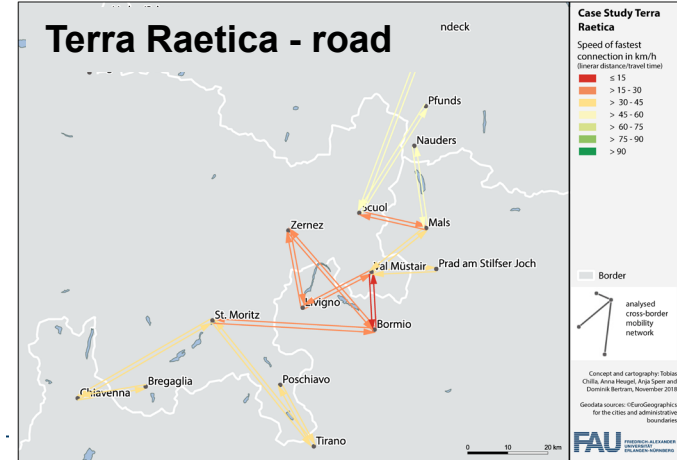 Terra Raetica - road
ndeck
Pfunds
Nauders
Scuol
Mals
Zernez
Val Müstair
Prad am Stilfser Joch
Livigno
Bormio
St. Moritz
Bregaglia
Chiavenna
Poschiavo
Tirano
0 10 20 km
Case Study Terra
Raetica
Speed of fastest
connection in km/h
(linerar distance/travel time)
≤ 15
> 15 - 30
> 30 - 45
> 45 - 60
> 60 - 75
> 75 - 90
> 90
Border
analysed
cross-border
mobility
network
Concept and cartography: Tobias
Chilla, Anna Heugel, Anja Sperr and
Dominik Bertram, November 2018
Geodata sources: ©EuroGeographics
for the cities and administrative
boundaries
FAU
FRIEDRICH-ALEXANDER
UNIVERSITÄT
ERLANGEN-NÜRNBERG